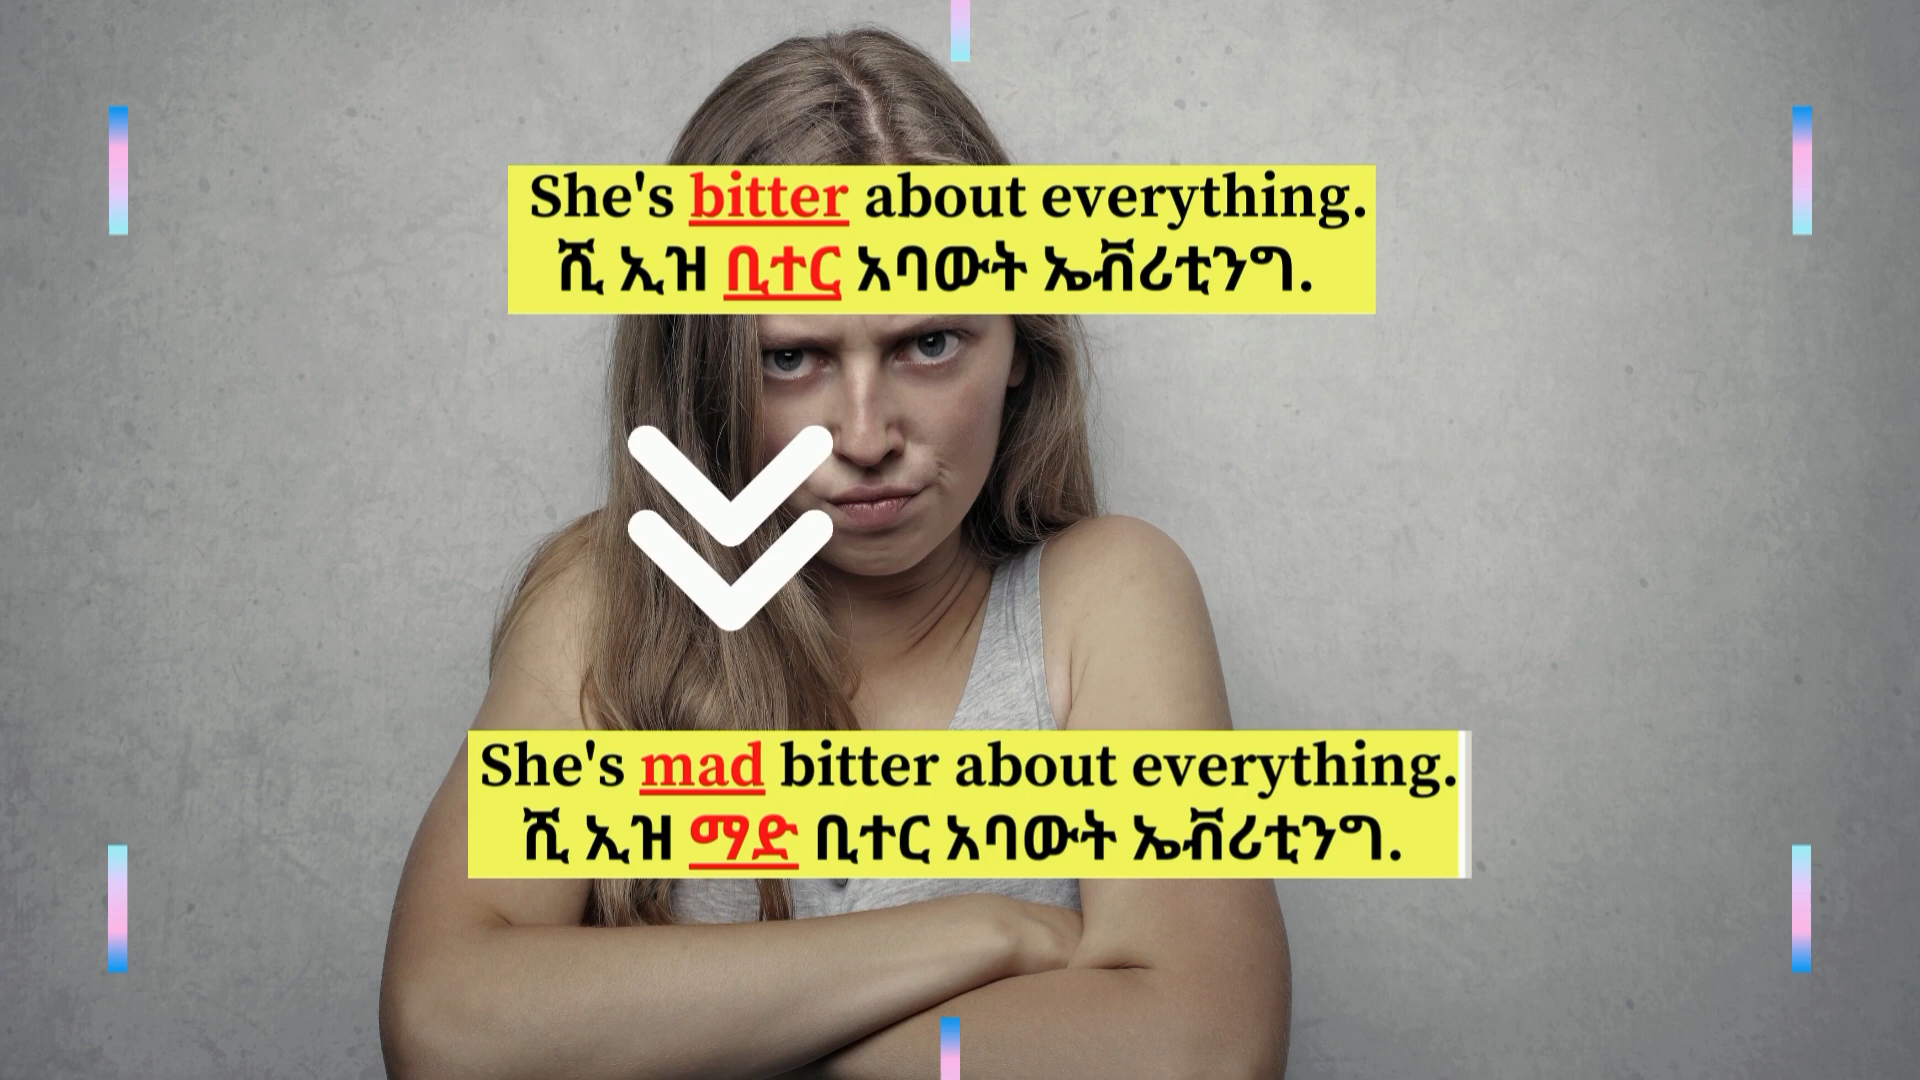 She's bitter about everything.
ሺ ኢዝ ቢተር አባውት ኤቭሪቲንግ.
She's mad bitter about everything.
ሺ ኢዝ ማድ ቢተር አባውት ኤቭሪቲንግ.